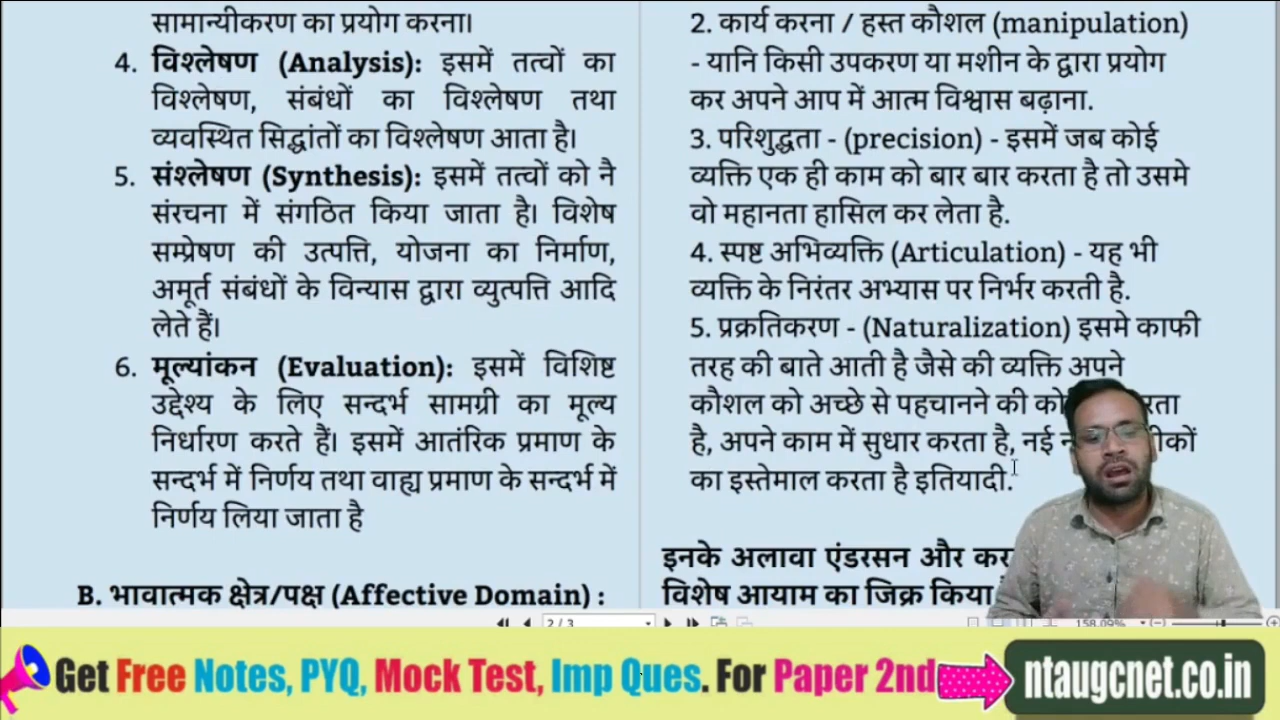 सामान्यीकरण का प्रयोग करना।
4. विश्लेषण (Analysis): इसमें तत्वों का
विश्लेषण, संबंधों का विश्लेषण तथा
व्यवस्थित सिद्धांतों का विश्लेषण आता है।
5. संश्लेषण (Synthesis): इसमें तत्वों को नै
संरचना में संगठित किया जाता है। विशेष
सम्प्रेषण की उत्पत्ति, योजना का निर्माण,
अमूर्त संबंधों के विन्यास द्वारा व्युत्पत्ति आदि
लेते हैं।
6. मूल्यांकन (Evaluation): इसमें विशिष्ट
उद्देश्य के लिए सन्दर्भ सामग्री का मूल्य
निर्धारण करते हैं। इसमें आतंरिक प्रमाण के
सन्दर्भ में निर्णय तथा वाह्य प्रमाण के सन्दर्भ में
निर्णय लिया जाता है
B. भावात्मक क्षेत्र/पक्ष (Affective Domain) :
2. कार्य करना / हस्त कौशल (manipulation)
- यानि किसी उपकरण या मशीन के द्वारा प्रयोग
कर अपने आप में आत्म विश्वास बढ़ाना.
3. परिशुद्धता - (precision) - इसमें जब कोई
व्यक्ति एक ही काम को बार बार करता है तो उसमे
वो महानता हासिल कर लेता है.
4. स्पष्ट अभिव्यक्ति (Articulation) - यह भी
व्यक्ति के निरंतर अभ्यास पर निर्भर करती है.
5. प्रक्रतिकरण - (Naturalization) इसमे काफी
तरह की बाते आती है जैसे की व्यक्ति अपने
कौशल को अच्छे से पहचानने की
है, अपने काम में सुधार करता है, नई
का इस्तेमाल करता है इतियादी.
इनके अलावा एंडरसन और
विशेष आयाम का जिक्र किया
2 / 3
158.09%
Get Free Notes, PYQ, Mock Test, Imp Ques. For Paper 2nd
ntaugcnet.co.in